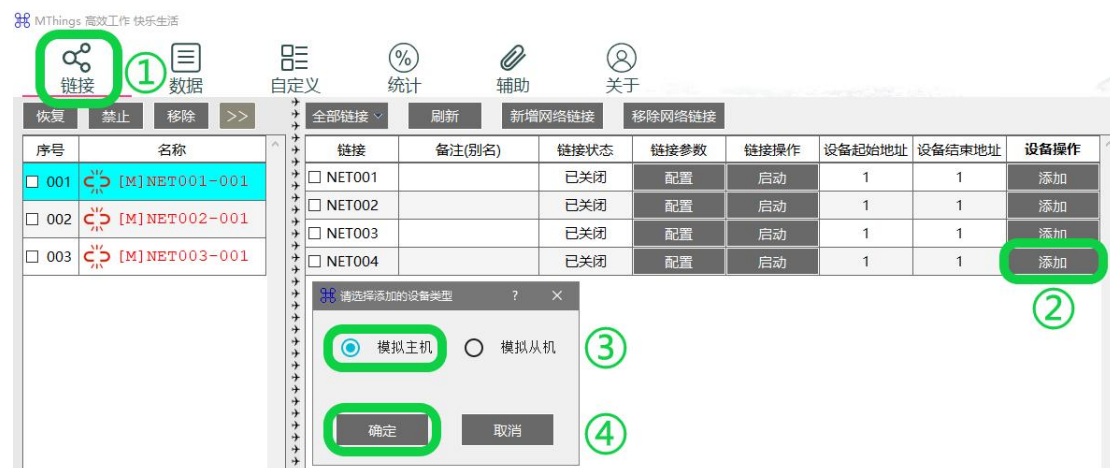 MThings 高效工作 快乐生活
链接 ① 数据 自定义 统计 辅助 关于
恢复 禁止 移除 >> 全部链接 刷新 新增网络链接 移除网络链接
序号 名称 链接 备注(别名) 链接状态 链接参数 链接操作 设备起始地址 设备结束地址 设备操作
001 [M]NET001-001 NET001 已关闭 配置 启动 1 1 添加
002 [M]NET002-001 NET002 已关闭 配置 启动 1 1 添加
003 [M]NET003-001 NET003 已关闭 配置 启动 1 1 添加
NET004 已关闭 配置 启动 1 1 添加
②
请选择添加的设备类型 ? ×
模拟主机 模拟从机 ③
确定 取消 ④